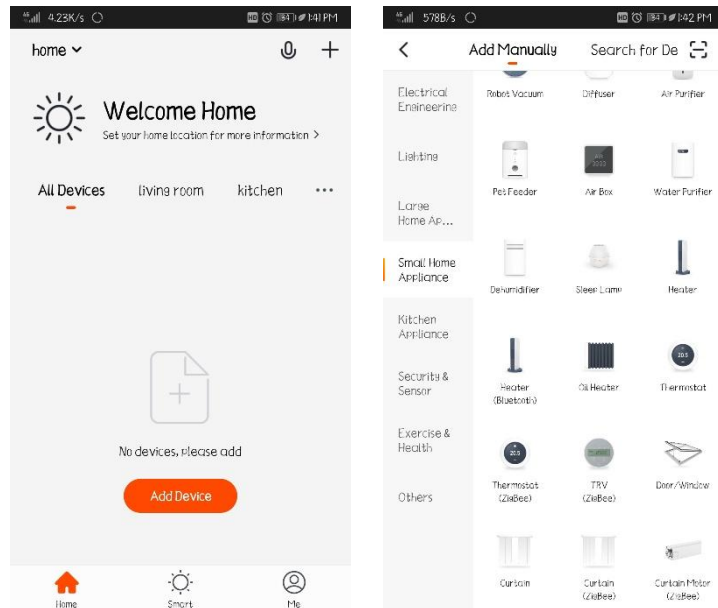 4.23K/s
HD 84 1:41 PM
home
Welcome Home
Set your home location for more information >
All Devices living room kitchen ...
No devices, please add
Add Device
Home Smart Me
578B/s
HD 84 1:42 PM
Add Manually Search for De
Electrical
Engineering
Lighting
Large
Home Ap...
Small Home
Appliance
Kitchen
Appliance
Security &
Sensor
Exercise &
Health
Others
Robot Vacuum Diffuser Air Purifier
Pet Feeder Air Box Water Purifier
Dehumidifier Sleep Lamp Heater
Heater
(Bluetooth)
Oil Heater
Thermostat
Thermostat
(ZigBee)
TRV
(ZigBee)
Door/Window
Curtain
Curtain
(ZigBee)
Curtain Motor
(ZigBee)